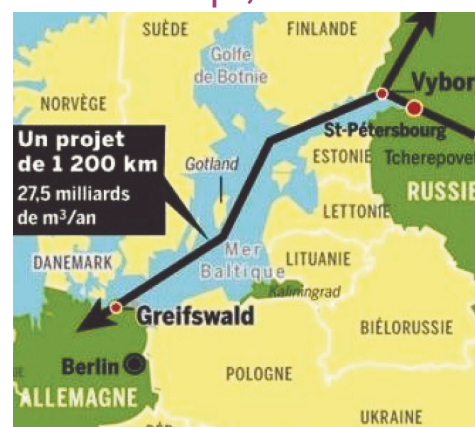 SUÈDE
FINLANDE
Golfe
de Botnie
NORVÈGE
Vybor
Un projet
de 1 200 km
27,5 milliards
de m³/an
Gotland
St-Pétersbourg
ESTONIE
Tcherepovet
RUSSIE
LETTONIE
Mer
Baltique
DANEMARK
LITUANIE
Kaliningrad
Greifswald
BIÉLORUSSIE
Berlin
POLOGNE
ALLEMAGNE
UKRAINE